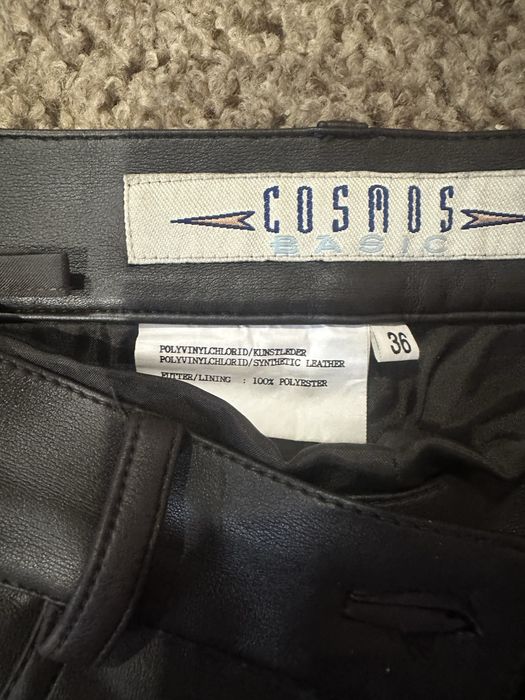 COSMOS
BASIC
POLYVINYLCHLORID/KUNSTLEDER
POLYVINYLCHLORID/SYNTHETIC LEATHER
FUTTER/LINING : 100% POLYESTER
36